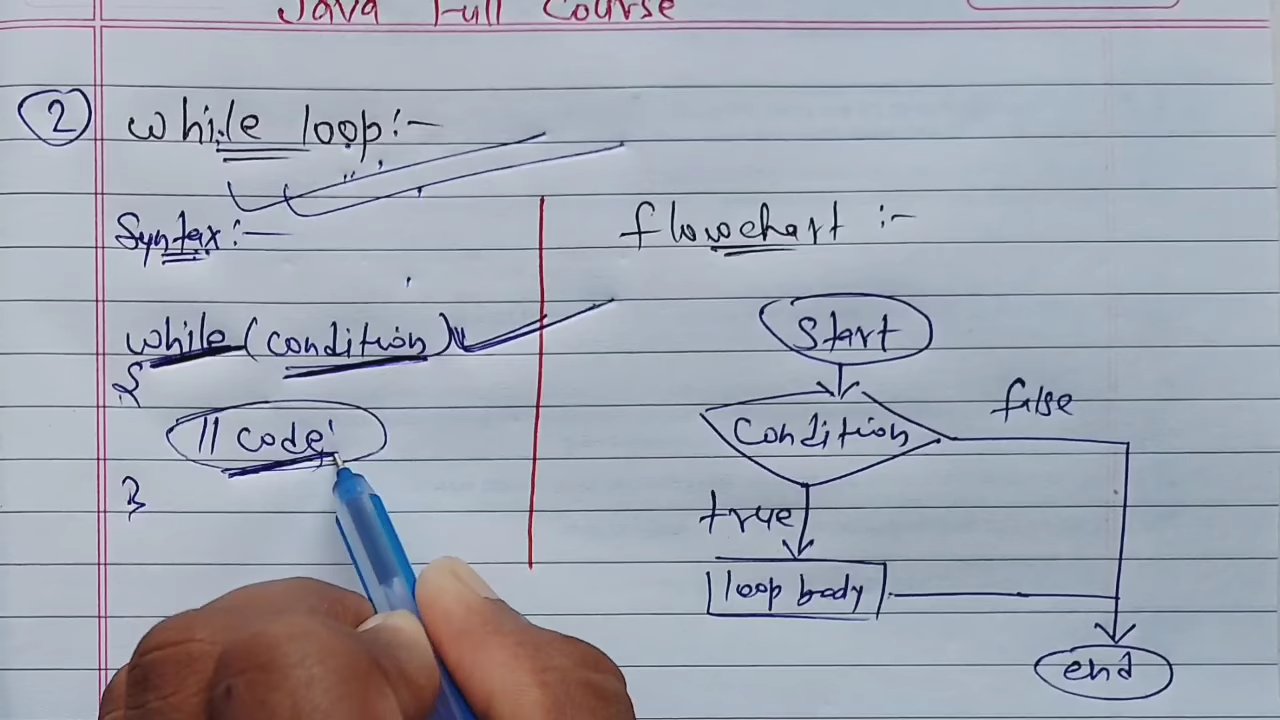 Java Full Course
2 while loop:-
Syntax:-
while (condition)
{
// code;
}
flowchart :-
Start
Condition
false
true
loop body
end